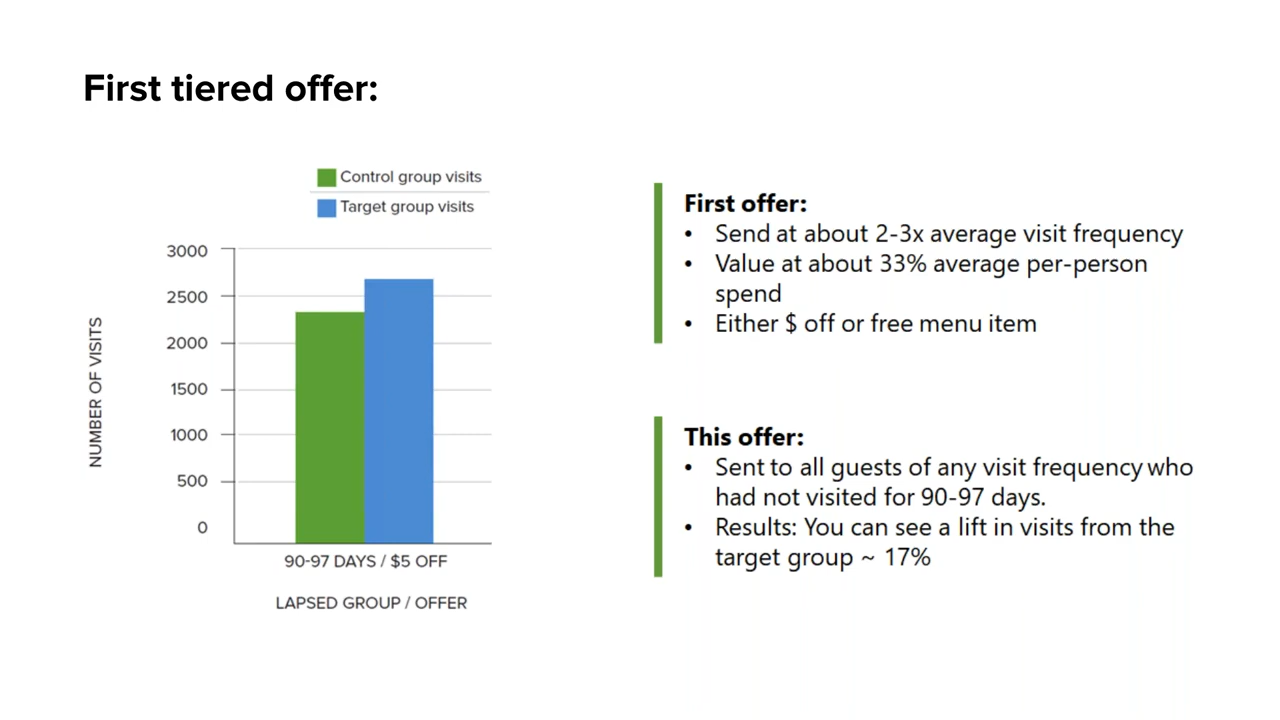 First tiered offer:
Control group visits
Target group visits
3000
2500
2000
1500
1000
500
0
NUMBER OF VISITS
90-97 DAYS / $5 OFF
LAPSED GROUP / OFFER
First offer:
• Send at about 2-3x average visit frequency
• Value at about 33% average per-person
spend
• Either $ off or free menu item
This offer:
• Sent to all guests of any visit frequency who
had not visited for 90-97 days.
• Results: You can see a lift in visits from the
target group ~ 17%